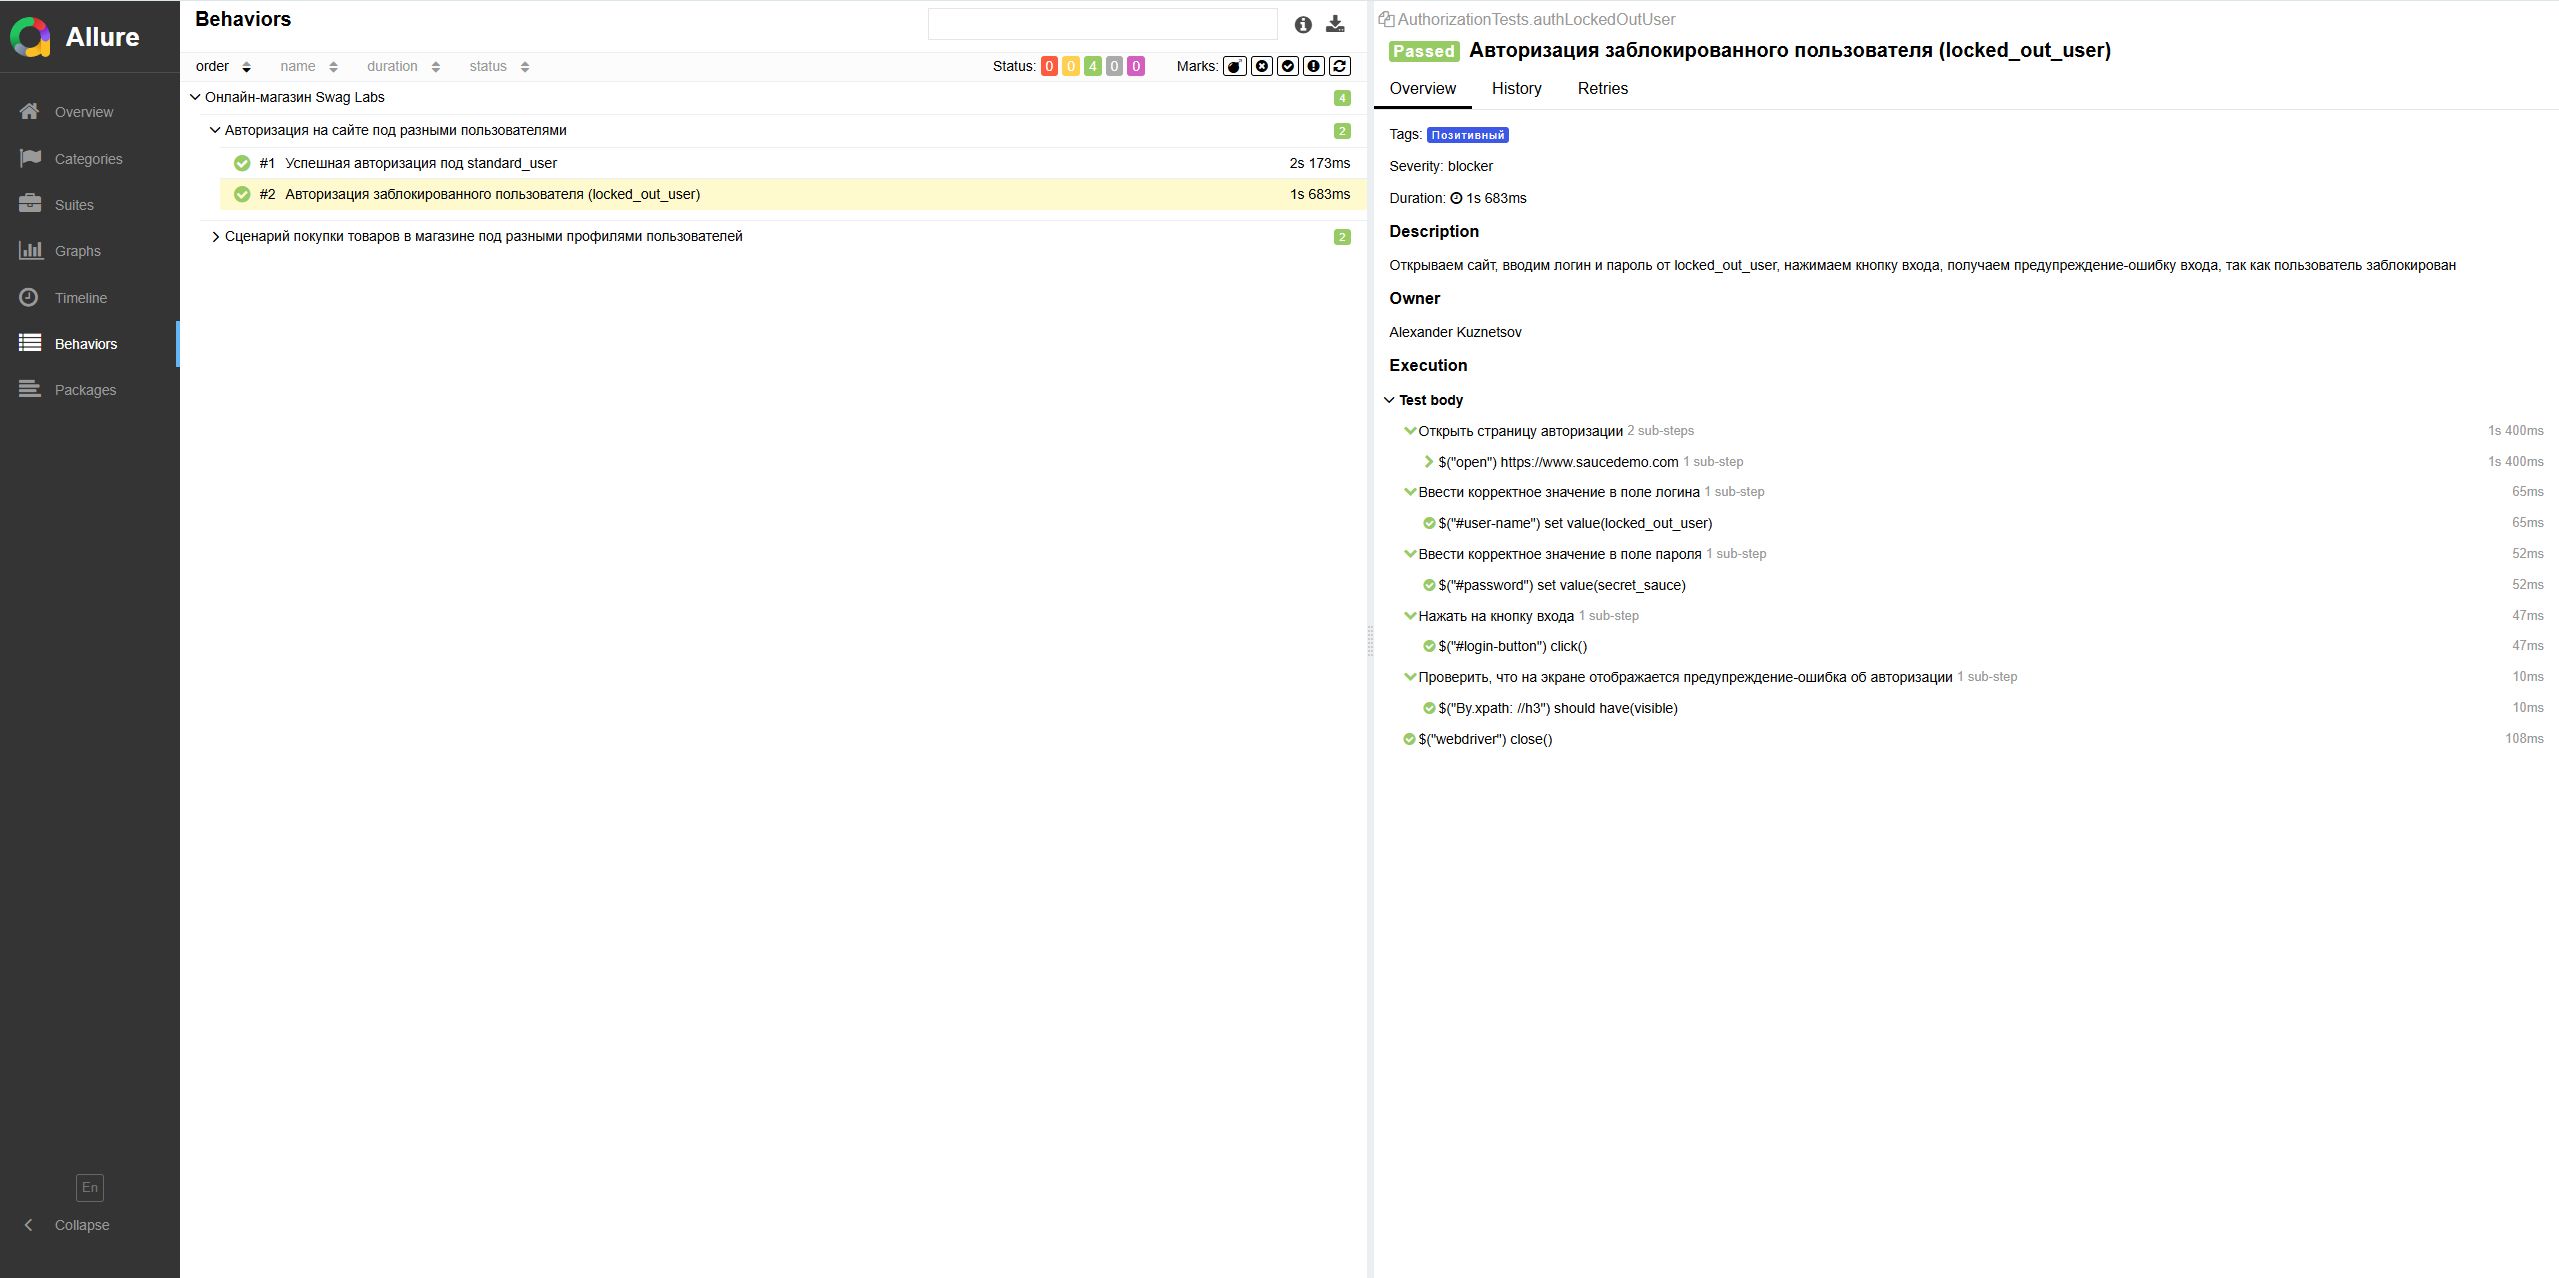 Allure
Overview
Categories
Suites
Graphs
Timeline
Behaviors
Packages
En
Collapse
Behaviors
order name duration status Status: 0 0 4 0 0 Marks:
Онлайн-магазин Swag Labs 4
Авторизация на сайте под разными пользователями 2
#1 Успешная авторизация под standard_user 2s 173ms
#2 Авторизация заблокированного пользователя (locked_out_user) 1s 683ms
Сценарий покупки товаров в магазине под разными профилями пользователей 2
AuthorizationTests.authLockedOutUser
Passed Авторизация заблокированного пользователя (locked_out_user)
Overview History Retries
Tags: Позитивный
Severity: blocker
Duration: 1s 683ms
Description
Открываем сайт, вводим логин и пароль от locked_out_user, нажимаем кнопку входа, получаем предупреждение-ошибку входа, так как пользователь заблокирован
Owner
Alexander Kuznetsov
Execution
Test body
Открыть страницу авторизации 2 sub-steps 1s 400ms
$("open") https://www.saucedemo.com 1 sub-step 1s 400ms
Ввести корректное значение в поле логина 1 sub-step 65ms
$("#user-name") set value(locked_out_user) 65ms
Ввести корректное значение в поле пароля 1 sub-step 52ms
$("#password") set value(secret_sauce) 52ms
Нажать на кнопку входа 1 sub-step 47ms
$("#login-button") click() 47ms
Проверить, что на экране отображается предупреждение-ошибка об авторизации 1 sub-step 10ms
$("By.xpath: //h3") should have(visible) 10ms
$("webdriver") close() 108ms